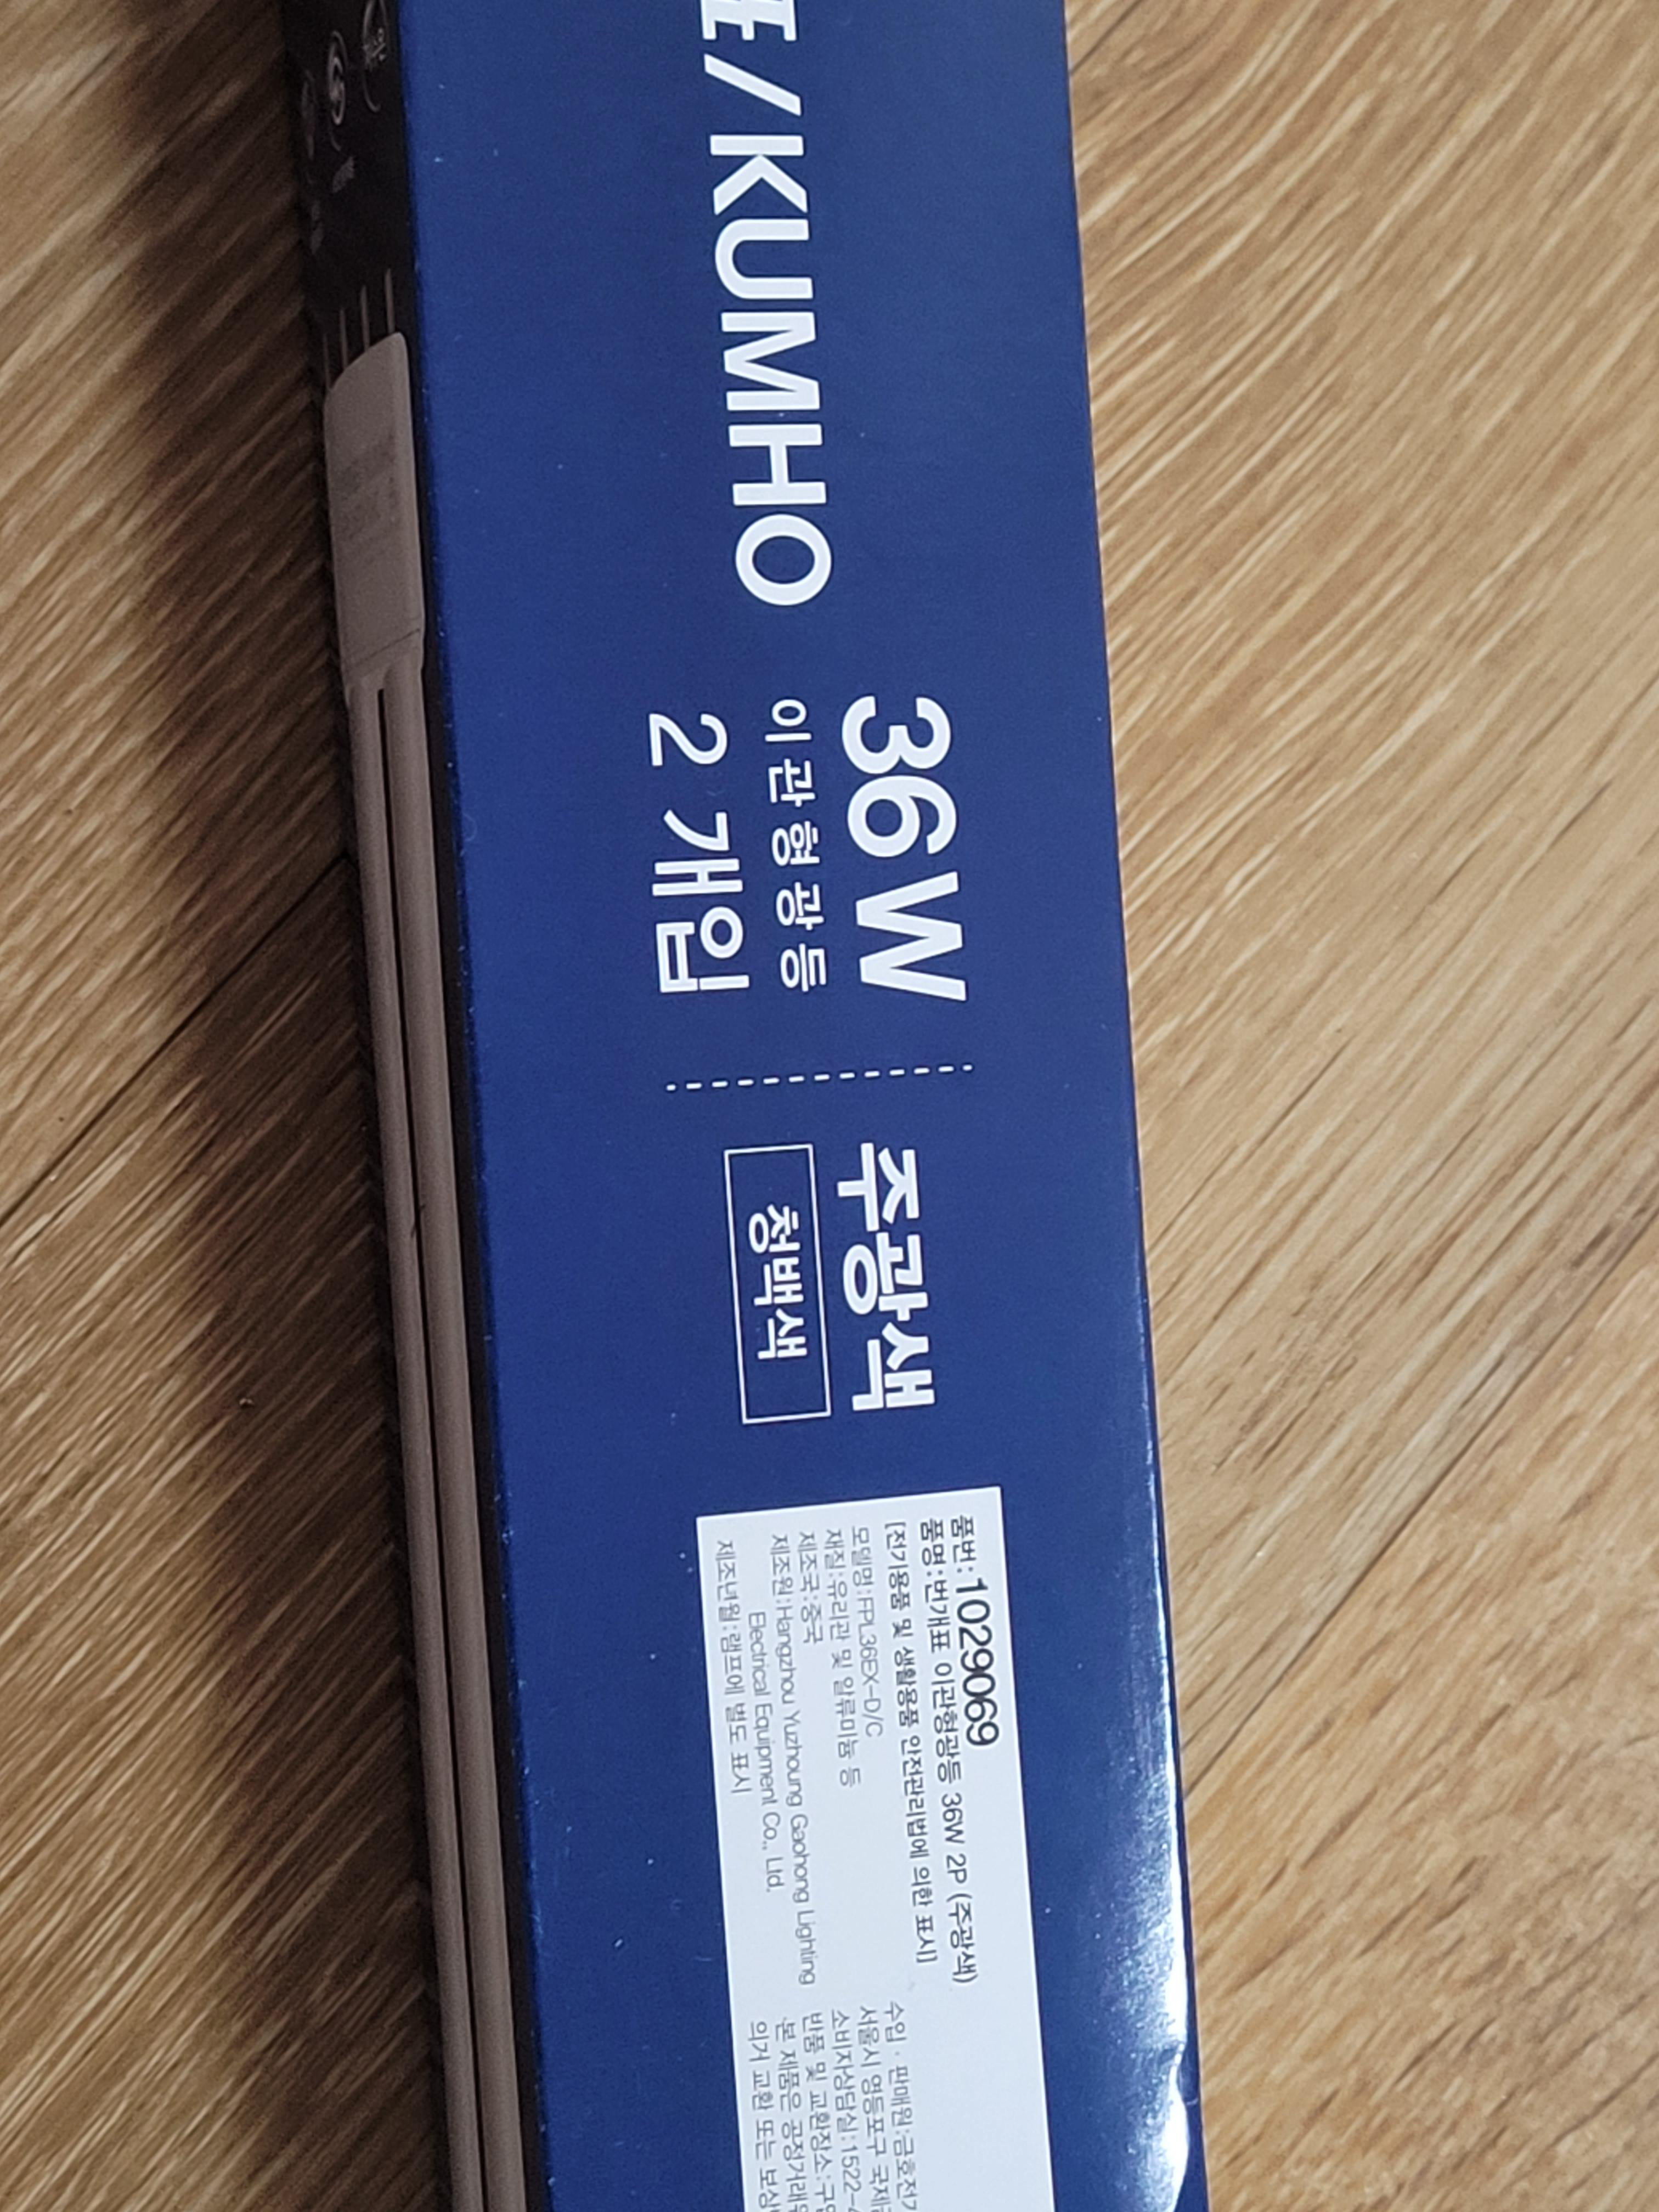 /KUMHO
36W
이관형광등
2개입
주광색
청백색
품번:1029069
품명:번개표 이관형광등 36W 2P (주광색)
[전기용품 및 생활용품 안전관리법에 의한 표시]
모델명:FPL36EX-D/C
재질:유리관 및 알류미늄 등
제조국:중국
제조원:Hangzhou Yuzhoung Gaohong Lighting
Electrical Equipment Co., Ltd.
제조년월:램프에 별도 표시
수입·판매원:금호전기
서울시 영등포구
소비자상담실:1522-
반품 및 교환장소:구입
본 제품은 공정거래위
의거 교환 또는 보상